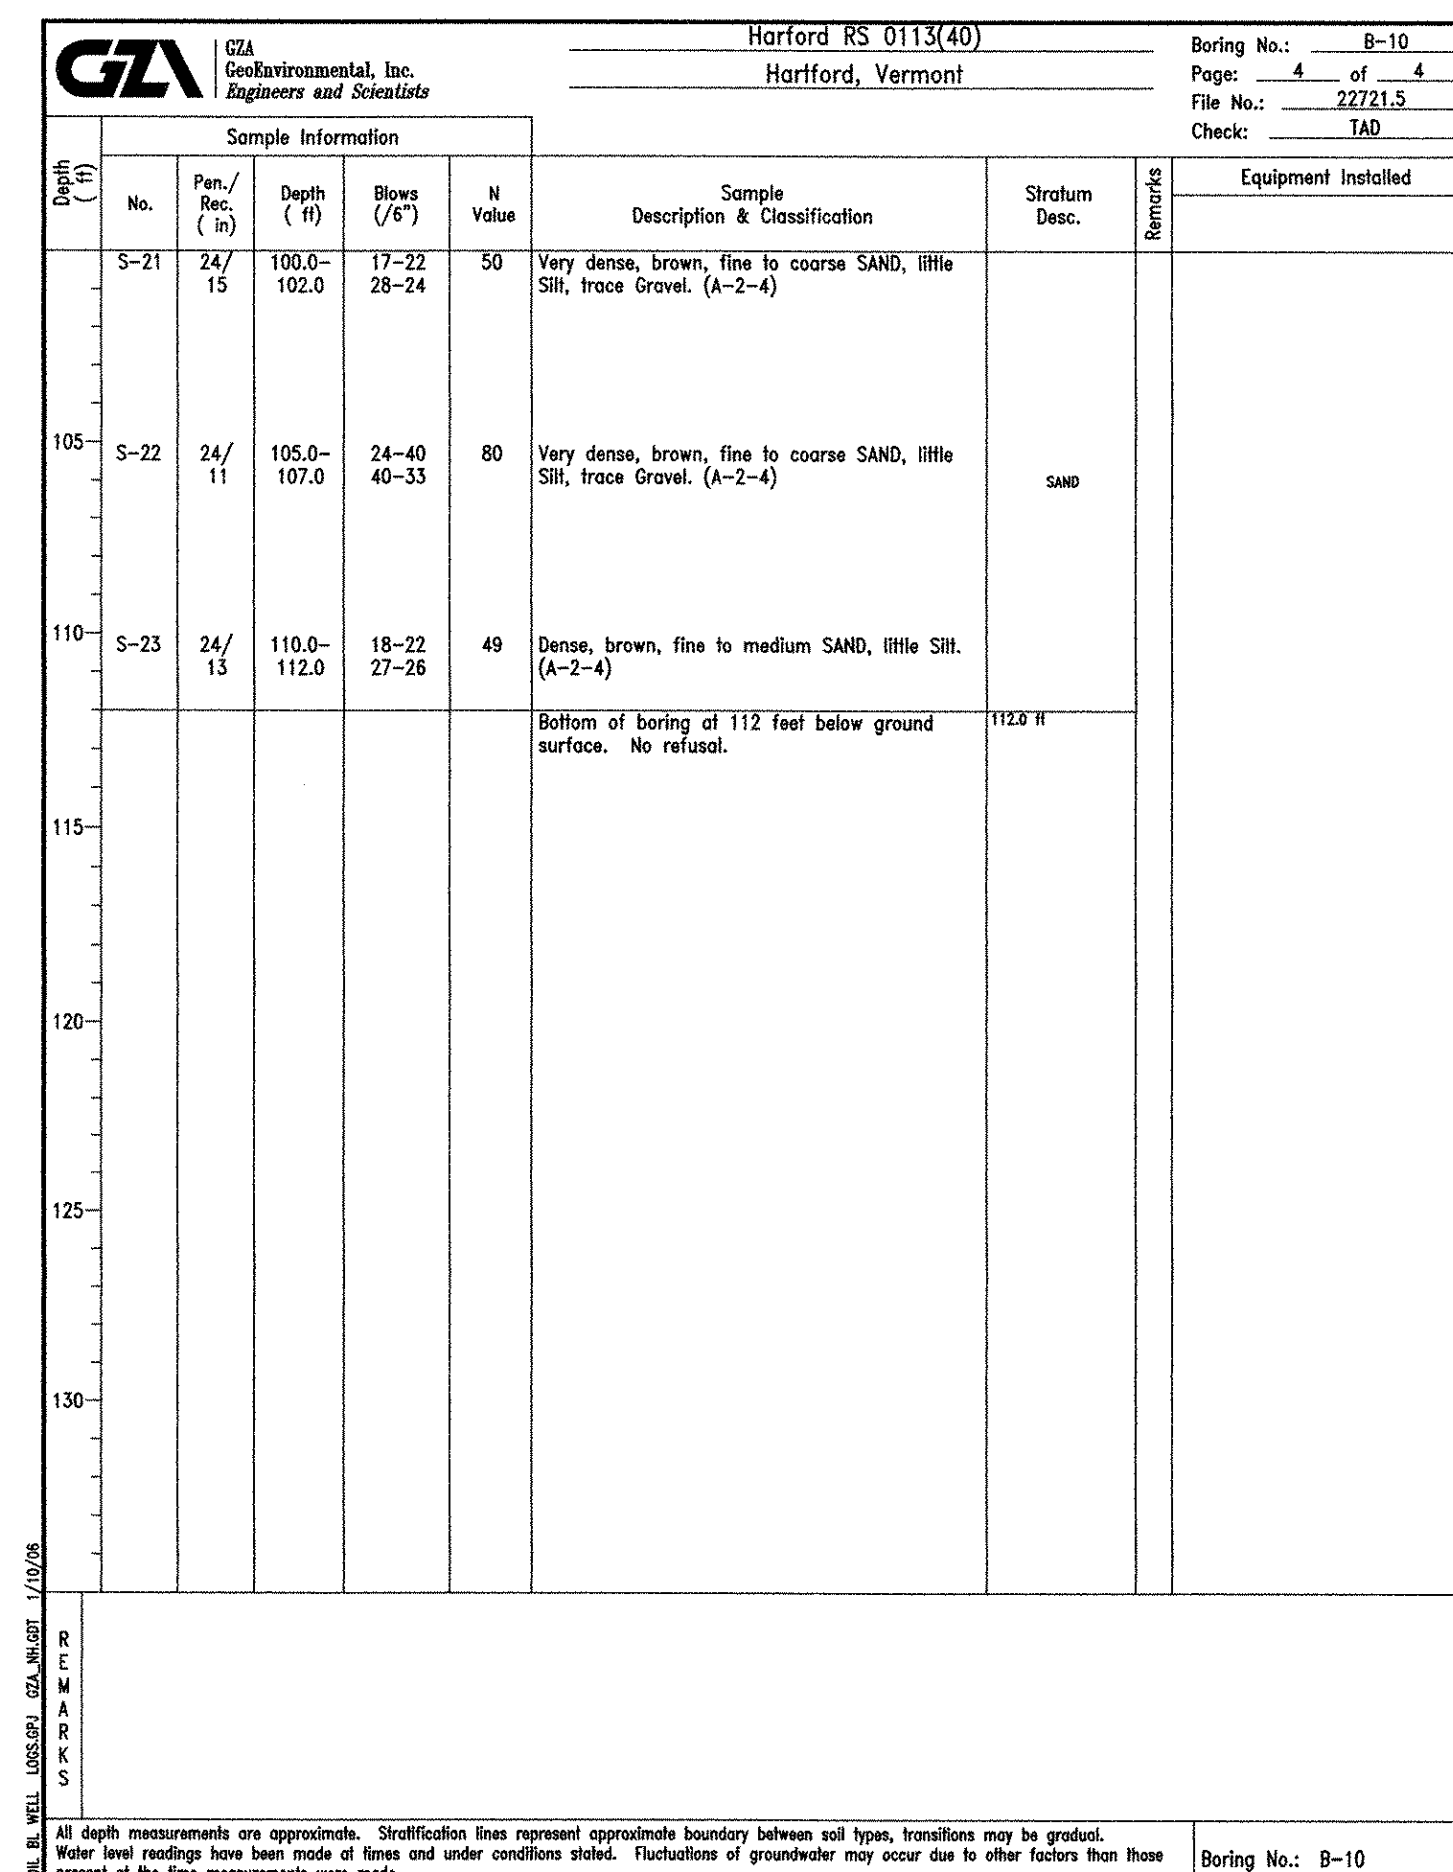 GZA
GZA
GeoEnvironmental, Inc.
Engineers and Scientists
Harford RS 0113(40)
Hartford, Vermont
Boring No.: B-10
Page: 4 of 4
File No.: 22721.5
Check: TAD
Depth
( ft)
Sample Information
No.
Pen./
Rec.
( in)
Depth
( ft)
Blows
(/6")
N
Value
Sample
Description & Classification
Stratum
Desc.
Remarks
Equipment Installed
S-21 24/ 100.0- 17-22 50 Very dense, brown, fine to coarse SAND, little
15 102.0 28-24 Silt, trace Gravel. (A-2-4)
105
S-22 24/ 105.0- 24-40 80 Very dense, brown, fine to coarse SAND, little
11 107.0 40-33 Silt, trace Gravel. (A-2-4)
SAND
110
S-23 24/ 110.0- 18-22 49 Dense, brown, fine to medium SAND, little Silt.
13 112.0 27-26 (A-2-4)
Bottom of boring at 112 feet below ground 112.0 ft
surface. No refusal.
115
120
125
130
REMARKS
BL WELL LOGS.GPJ GZA_NH.GDT 1/10/06
All depth measurements are approximate. Stratification lines represent approximate boundary between soil types, transitions may be gradual.
Water level readings have been made at times and under conditions stated. Fluctuations of groundwater may occur due to other factors than those
present at the time measurements were made.
Boring No.: B-10